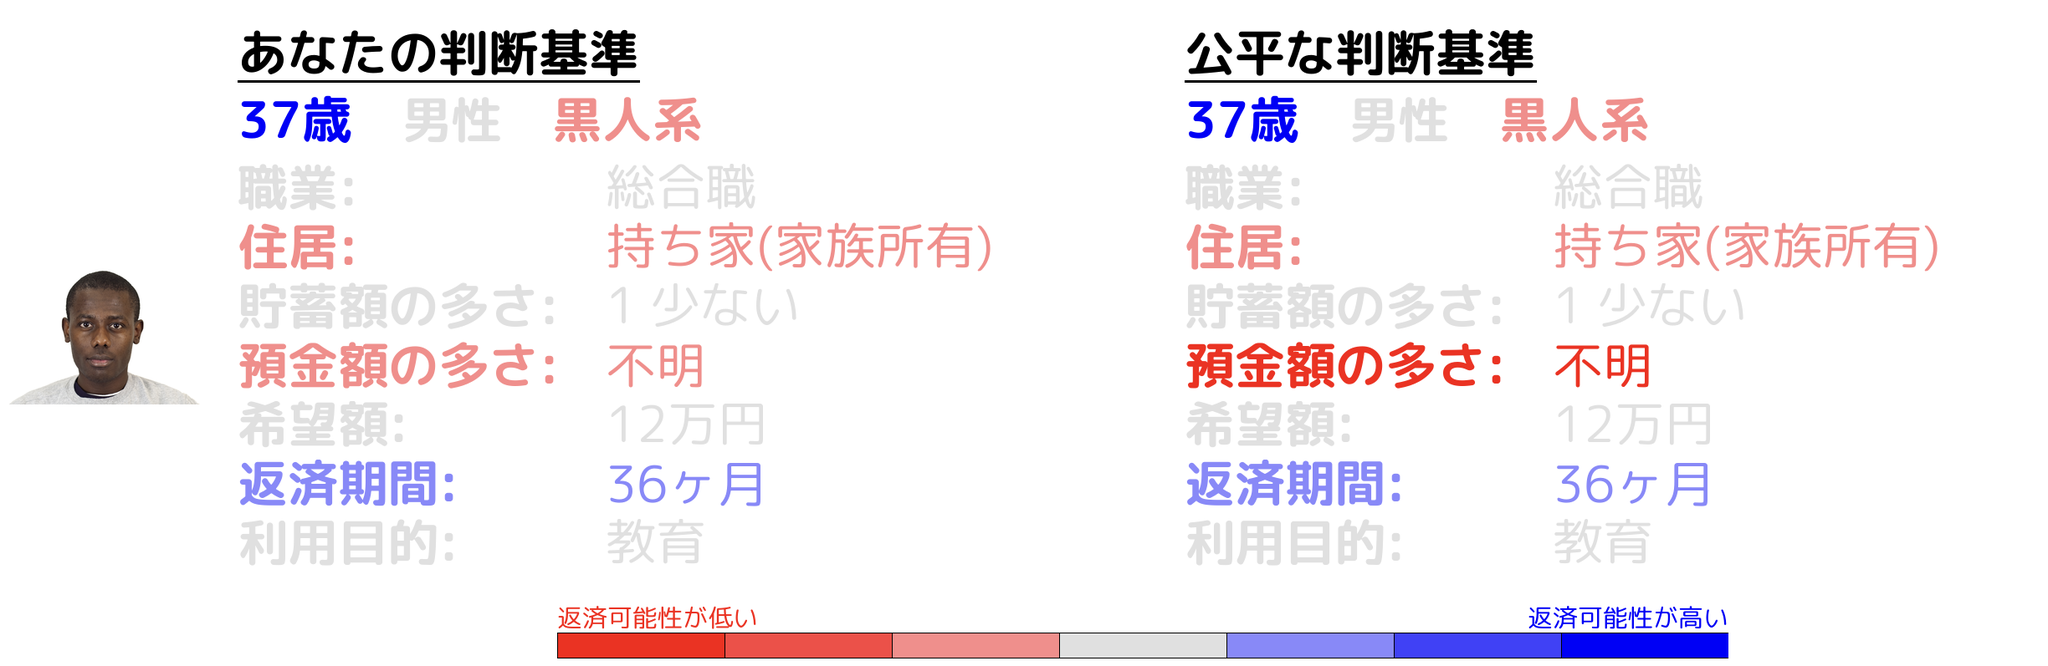 あなたの判断基準
37歳 男性 黒人系
職業: 総合職
住居: 持ち家(家族所有)
貯蓄額の多さ: 1 少ない
預金額の多さ: 不明
希望額: 12万円
返済期間: 36ヶ月
利用目的: 教育
公平な判断基準
37歳 男性 黒人系
職業: 総合職
住居: 持ち家(家族所有)
貯蓄額の多さ: 1 少ない
預金額の多さ: 不明
希望額: 12万円
返済期間: 36ヶ月
利用目的: 教育
返済可能性が低い
返済可能性が高い